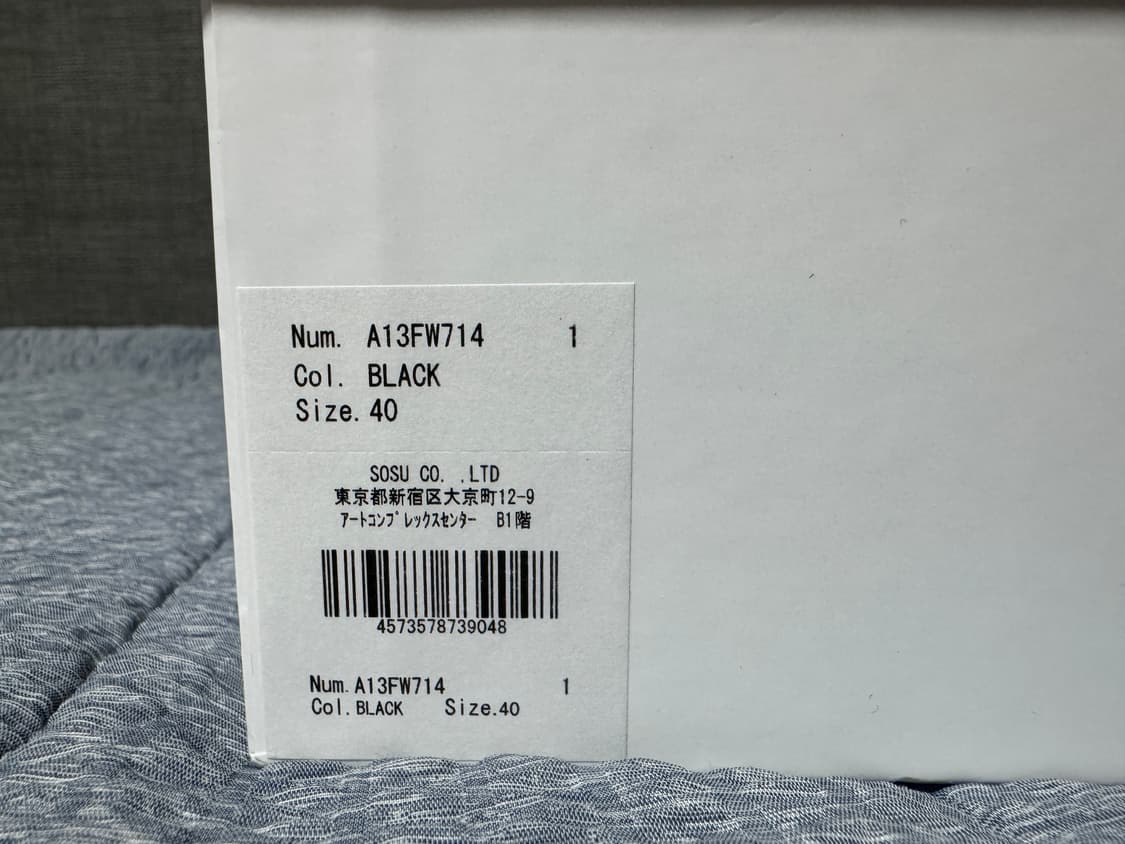 Num. A13FW714 1
Col. BLACK
Size. 40
SOSU CO. .LTD
東京都新宿区大京町12-9
ｱｰﾄｺﾝﾌﾟﾚｯｸｽｾﾝﾀｰ B1階
4573578739048
Num. A13FW714 1
Col. BLACK Size. 40